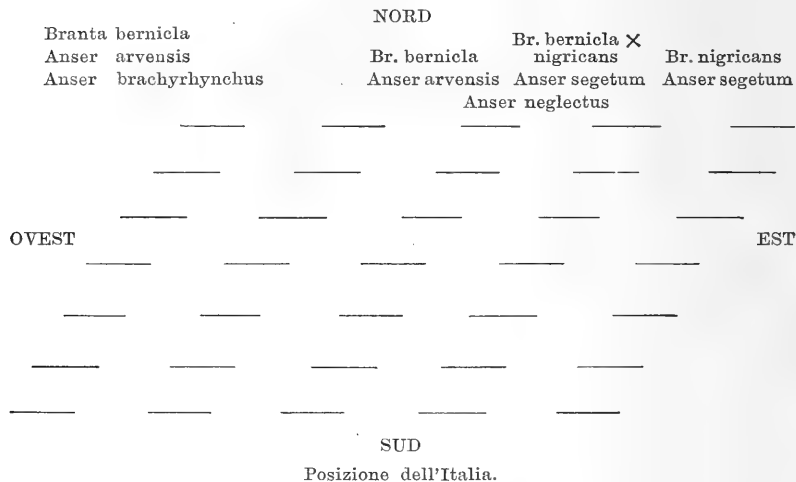 NORD
Branta bernicla
Anser arvensis
Anser brachyrhynchus
Br. bernicla
Anser arvensis
Br. bernicla ×
nigricans
Anser segetum
Br. nigricans
Anser segetum
Anser neglectus
OVEST
EST
SUD
Posizione dell'Italia.